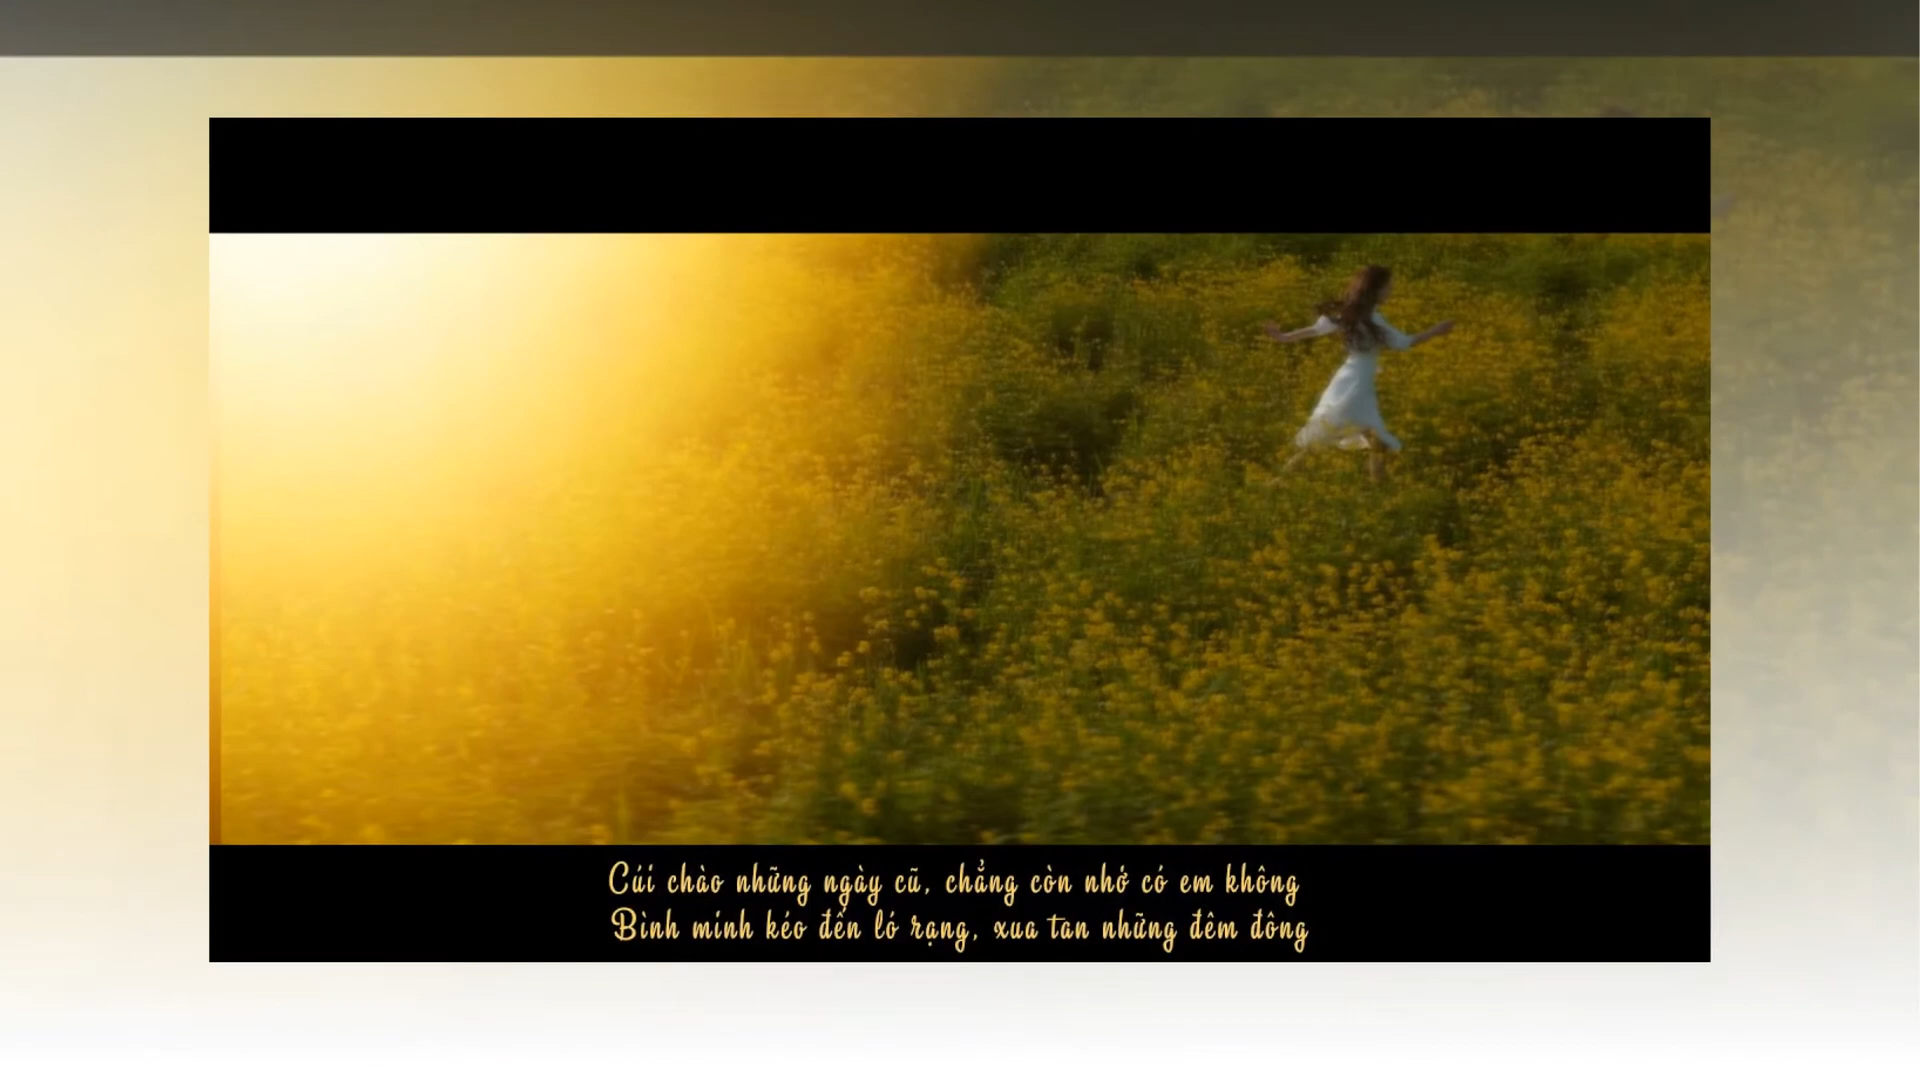 Cúi chào những ngày cũ, chẳng còn nhớ có em không
Bình minh kéo đến ló rạng, xua tan những đêm đông